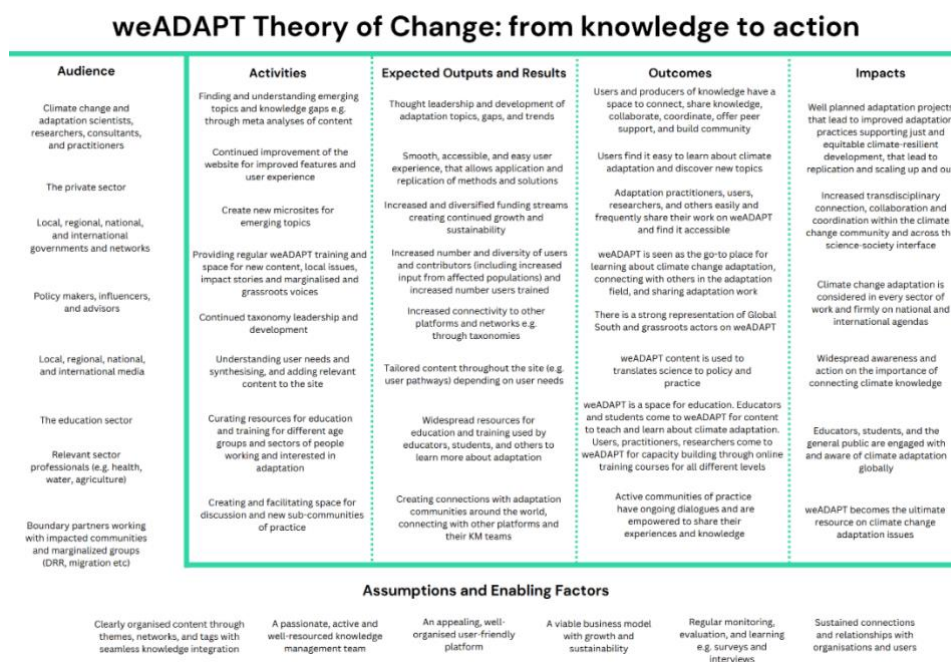 weADAPT Theory of Change: from knowledge to action
Audience
Climate change and
adaptation scientists,
researchers, consultants,
and practitioners
The private sector
Local, regional, national,
and international
governments and networks
Policy makers, influencers,
and advisors
Local, regional, national,
and international media
The education sector
Relevant sector
professionals (e.g. health,
water, agriculture)
Boundary partners working
with impacted communities
and marginalized groups
(DRR, migration etc)
Activities
Finding and understanding emerging
topics and knowledge gaps e.g.
through meta analyses of content
Continued improvement of the
website for improved features and
user experience
Create new microsites for
emerging topics
Providing regular weADAPT training and
space for new content, local issues,
impact stories and marginalised and
grassroots voices
Continued taxonomy leadership and
development
Understanding user needs and
synthesising, and adding relevant
content to the site
Curating resources for education
and training for different age
groups and sectors of people
working and interested in
adaptation
Creating and facilitating space for
discussion and new sub-communities
of practice
Expected Outputs and Results
Thought leadership and development of
adaptation topics, gaps, and trends
Smooth, accessible, and easy user
experience, that allows application and
replication of methods and solutions
Increased and diversified funding streams
creating continued growth and
sustainability
Increased number and diversity of users
and contributors (including increased
input from affected populations) and
increased number users trained
Increased connectivity to other
platforms and networks e.g.
through taxonomies
Tailored content throughout the site (e.g.
user pathways) depending on user needs
Widespread resources for
education and training used by
educators, students, and others to
learn more about adaptation
Creating connections with adaptation
communities around the world,
connecting with other platforms and
their KM teams
Outcomes
Users and producers of knowledge have a
space to connect, share knowledge,
collaborate, coordinate, offer peer
support, and build community
Users find it easy to learn about climate
adaptation and discover new topics
Adaptation practitioners, users,
researchers, and others easily and
frequently share their work on weADAPT
and find it accessible
weADAPT is seen as the go-to place for
learning about climate change adaptation,
connecting with others in the adaptation
field, and sharing adaptation work
There is a strong representation of Global
South and grassroots actors on weADAPT
weADAPT content is used to
translates science to policy and
practice
weADAPT is a space for education. Educators
and students come to weADAPT for content
to teach and learn about climate adaptation.
Users, practitioners, researchers come to
weADAPT for capacity building through online
training courses for all different levels
Active communities of practice
have ongoing dialogues and are
empowered to share their
experiences and knowledge
Impacts
Well planned adaptation projects
that lead to improved adaptation
practices supporting just and
equitable climate-resilient
development, that lead to
replication and scaling up and ou
Increased transdisciplinary
connection, collaboration and
coordination within the climate
change community and across th
science-society interface
Climate change adaptation is
considered in every sector of
work and firmly on national and
international agendas
Widespread awareness and
action on the importance of
connecting climate knowledge
Educators, students, and the
general public are engaged with
and aware of climate adaptation
globally
weADAPT becomes the ultimate
resource on climate change
adaptation issues
Assumptions and Enabling Factors
Clearly organised content through
themes, networks, and tags with
seamless knowledge integration
A passionate, active and
well-resourced knowledge
management team
An appealing, well-
organised user-friendly
platform
A viable business model
with growth and
sustainability
Regular monitoring,
evaluation, and learning
e.g. surveys and
interviews
Sustained connections
and relationships with
organisations and users